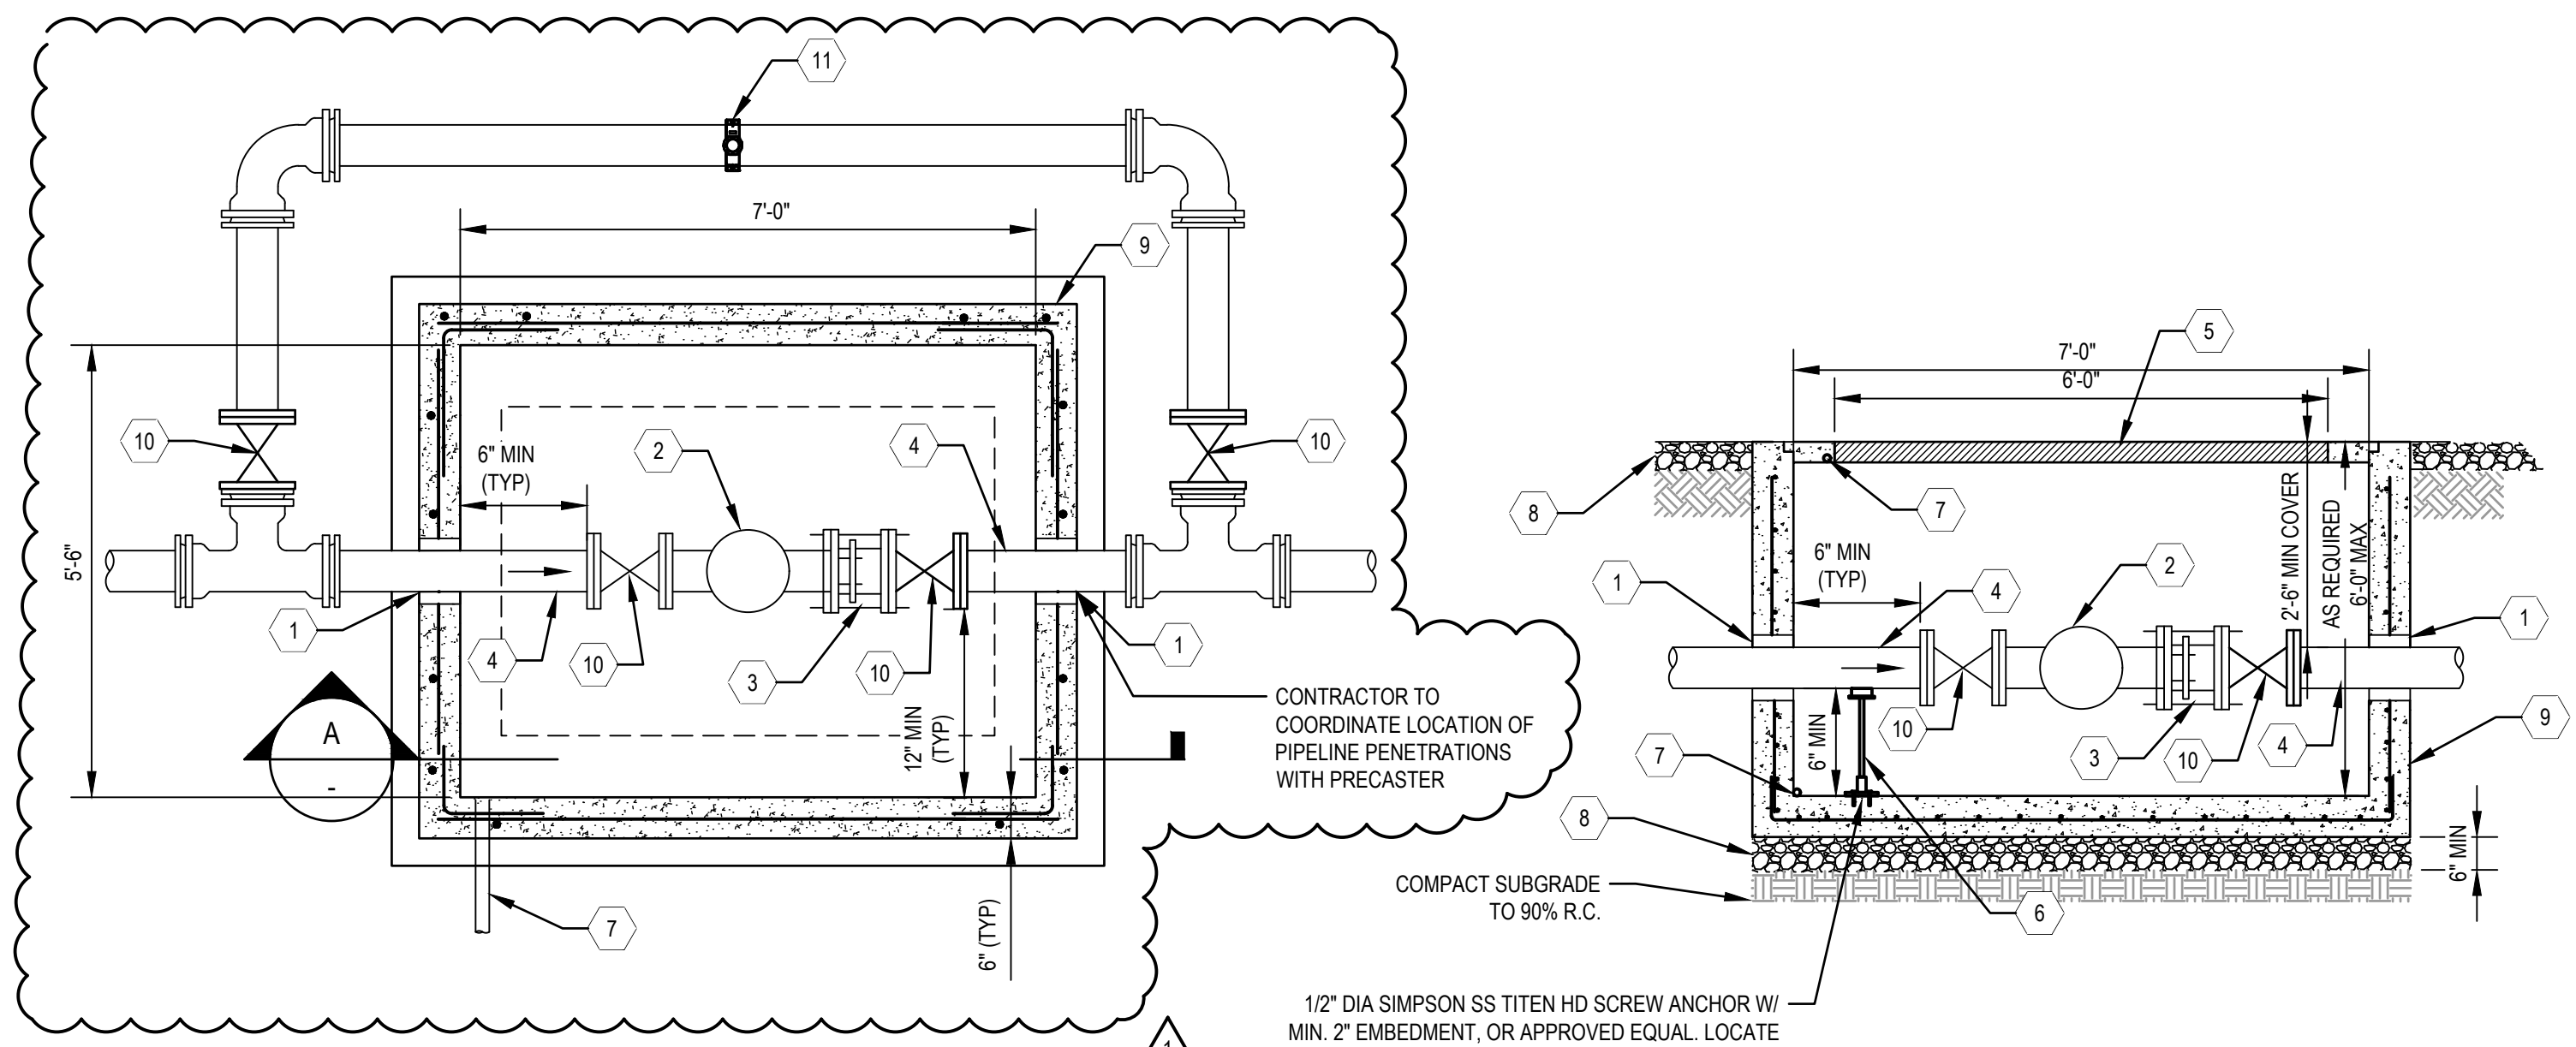 11
7'-0"
9
10
6" MIN
(TYP)
2
4
10
5'-6"
1
4
10
3
10
1
12" MIN
(TYP)
A
-
CONTRACTOR TO
COORDINATE LOCATION OF
PIPELINE PENETRATIONS
WITH PRECASTER
7
6" (TYP)
5
7'-0"
6'-0"
8
7
2'-6" MIN COVER
AS REQUIRED
6'-0" MAX
6" MIN
(TYP)
1
4
2
1
6" MIN
10
3
10
4
9
7
8
6" MIN
COMPACT SUBGRADE
TO 90% R.C.
6
1/2" DIA SIMPSON SS TITEN HD SCREW ANCHOR W/
MIN. 2" EMBEDMENT, OR APPROVED EQUAL. LOCATE
1